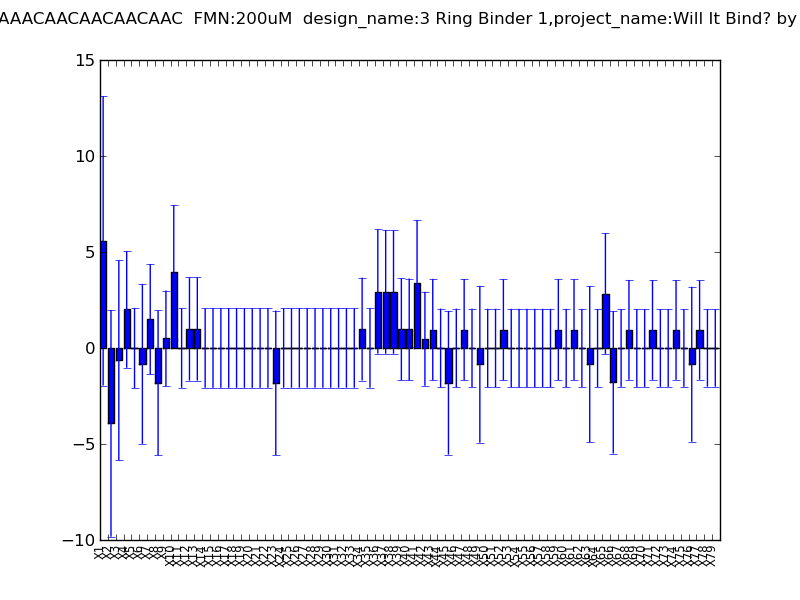 AAACAACAACAACAAC FMN:200uM design_name:3 Ring Binder 1,project_name:Will It Bind? by
15
10
5
0
−5
−10
X1
X2
X3
X4
X5
X6
X7
X8
X9
X10
X11
X12
X13
X14
X15
X16
X17
X18
X19
X20
X21
X22
X23
X24
X25
X26
X27
X28
X29
X30
X31
X32
X33
X34
X35
X36
X37
X38
X39
X40
X41
X42
X43
X44
X45
X46
X47
X48
X49
X50
X51
X52
X53
X54
X55
X56
X57
X58
X59
X60
X61
X62
X63
X64
X65
X66
X67
X68
X69
X70
X71
X72
X73
X74
X75
X76
X77
X78
X79